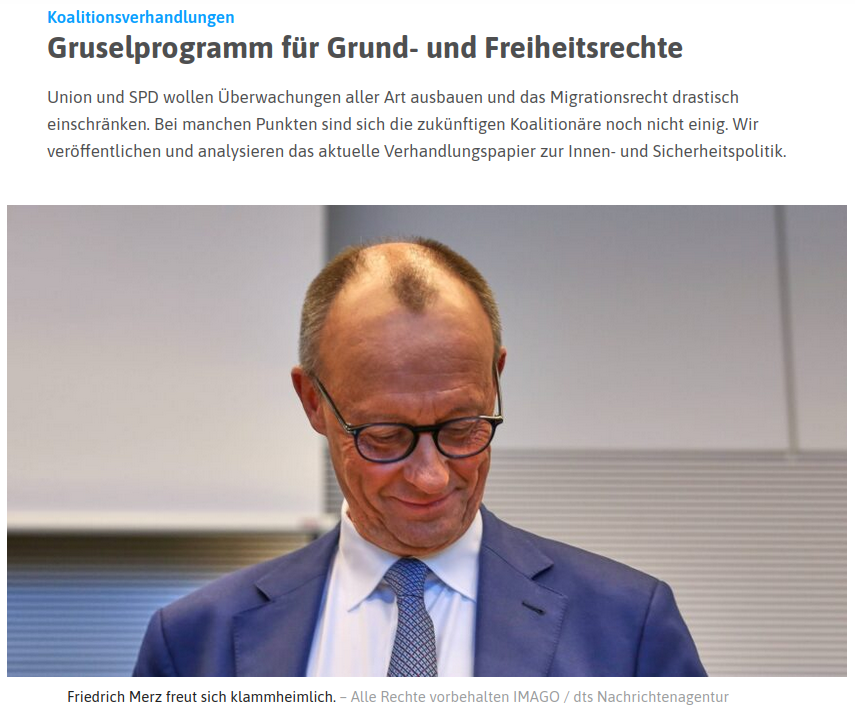 Koalitionsverhandlungen
Gruselprogramm für Grund- und Freiheitsrechte
Union und SPD wollen Überwachungen aller Art ausbauen und das Migrationsrecht drastisch
einschränken. Bei manchen Punkten sind sich die zukünftigen Koalitionäre noch nicht einig. Wir
veröffentlichen und analysieren das aktuelle Verhandlungspapier zur Innen- und Sicherheitspolitik.
Friedrich Merz freut sich klammheimlich. – Alle Rechte vorbehalten IMAGO / dts Nachrichtenagentur